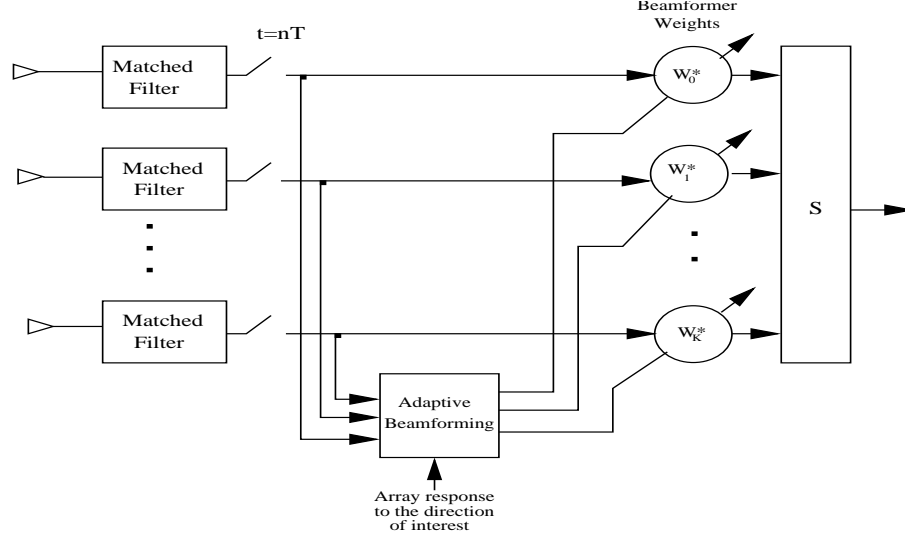 Beamformer
Weights
t=nT
Matched
Filter
W0*
Matched
Filter
W1*
S
Matched
Filter
WK*
Adaptive
Beamforming
Array response
to the direction
of interest